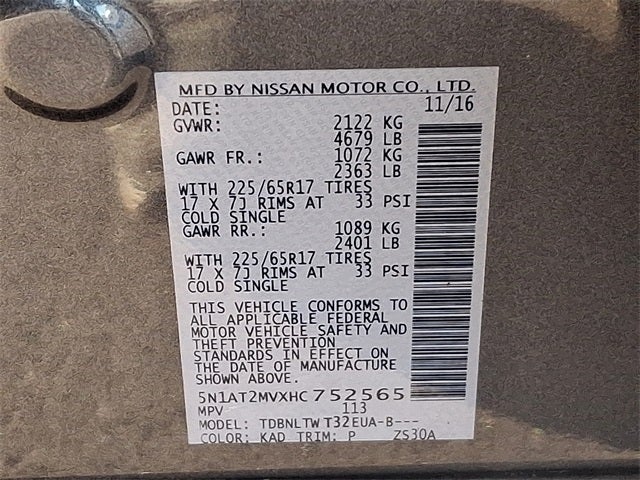 MFD BY NISSAN MOTOR CO., LTD.
DATE: 11/16
GVWR: 2122 KG
4679 LB
GAWR FR.: 1072 KG
2363 LB
WITH 225/65R17 TIRES
17 X 7J RIMS AT 33 PSI
COLD SINGLE
GAWR RR.: 1089 KG
2401 LB
WITH 225/65R17 TIRES
17 X 7J RIMS AT 33 PSI
COLD SINGLE
THIS VEHICLE CONFORMS TO
ALL APPLICABLE FEDERAL
MOTOR VEHICLE SAFETY AND
THEFT PREVENTION
STANDARDS IN EFFECT ON
THE DATE OF MANUFACTURE
SHOWN ABOVE.
5N1AT2MVXHC752565
MPV 113
MODEL: TDBNLTW T32EUA-B---
COLOR: KAD TRIM: P ZS30A